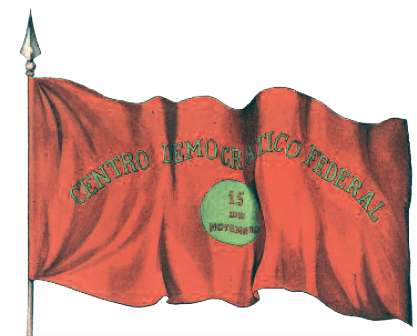 CENTRO DEMOCRATICO FEDERAL
15
DE
NOVEMBRO